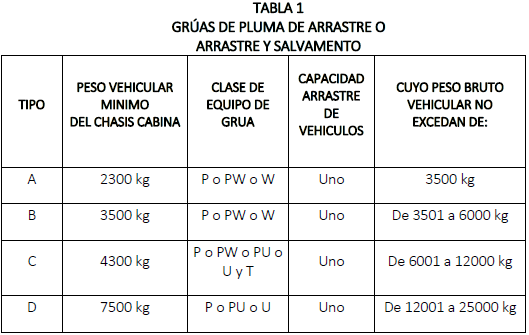 TABLA 1
GRÚAS DE PLUMA DE ARRASTRE O
ARRASTRE Y SALVAMENTO
TIPO
PESO VEHICULAR
MINIMO
DEL CHASIS CABINA
CLASE DE
EQUIPO DE
GRUA
CAPACIDAD
ARRASTRE
DE
VEHICULOS
CUYO PESO BRUTO
VEHICULAR NO
EXCEDAN DE:
A
2300 kg
P o PW o W
Uno
3500 kg
B
3500 kg
P o PW o W
Uno
De 3501 a 6000 kg
C
4300 kg
P o PW o PU o
U y T
Uno
De 6001 a 12000 kg
D
7500 kg
P o PU o U
Uno
De 12001 a 25000 kg